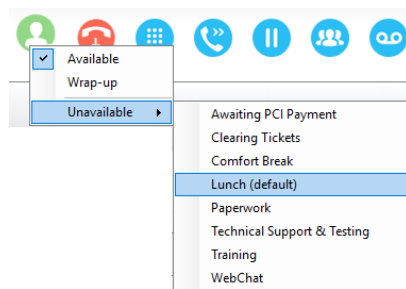 Available
Wrap-up
Unavailable
Awaiting PCI Payment
Clearing Tickets
Comfort Break
Lunch (default)
Paperwork
Technical Support & Testing
Training
WebChat